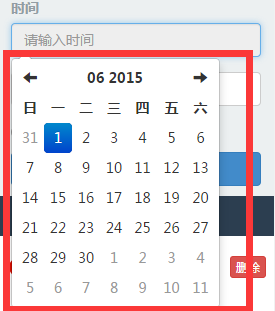 时间
请输入时间
06 2015
日 一 二 三 四 五 六
31 1 2 3 4 5 6
7 8 9 10 11 12 13
14 15 16 17 18 19 20
21 22 23 24 25 26 27
28 29 30 1 2 3 4
5 6 7 8 9 10 11
删除